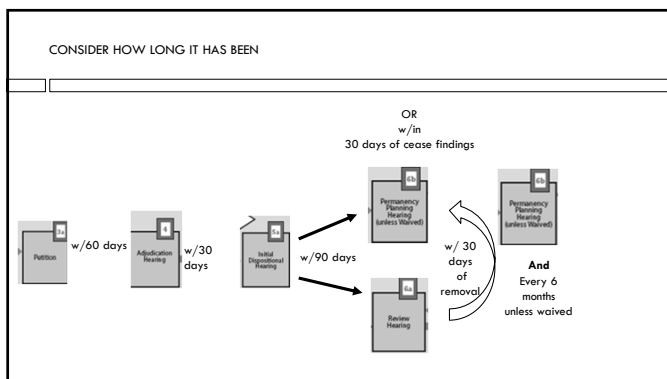 CONSIDER HOW LONG IT HAS BEEN
3a
Petition
w/60 days
4
Adjudication
Hearing
w/30
days
5a
Initial
Dispositional
Hearing
w/90 days
OR
w/in
30 days of cease findings
6b
Permanency
Planning
Hearing
(unless Waived)
6a
Review
Hearing
w/ 30
days
of
removal
6b
Permanency
Planning
Hearing
(unless Waived)
And
Every 6
months
unless waived